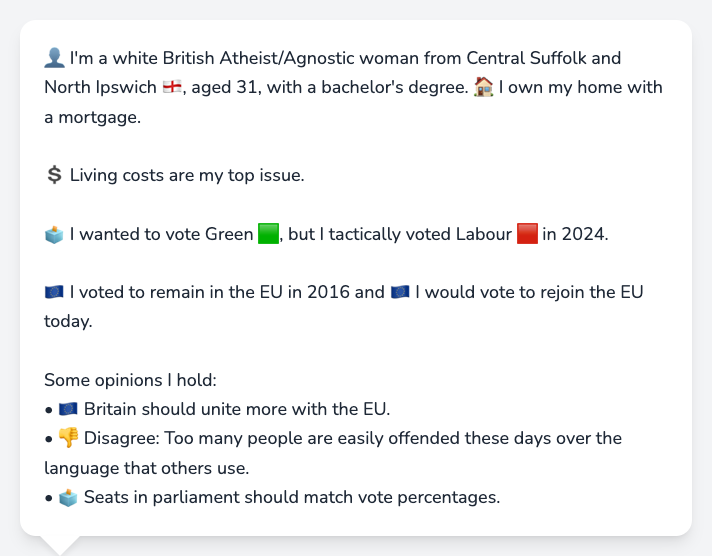 👤 I'm a white British Atheist/Agnostic woman from Central Suffolk and
North Ipswich 🏴󠁧󠁢󠁥󠁮󠁧󠁿, aged 31, with a bachelor's degree. 🏠 I own my home with
a mortgage.
💲 Living costs are my top issue.
🗳️ I wanted to vote Green 🟩, but I tactically voted Labour 🟥 in 2024.
🇪🇺 I voted to remain in the EU in 2016 and 🇪🇺 I would vote to rejoin the EU
today.
Some opinions I hold:
• 🇪🇺 Britain should unite more with the EU.
• 👎 Disagree: Too many people are easily offended these days over the
language that others use.
• 🗳️ Seats in parliament should match vote percentages.